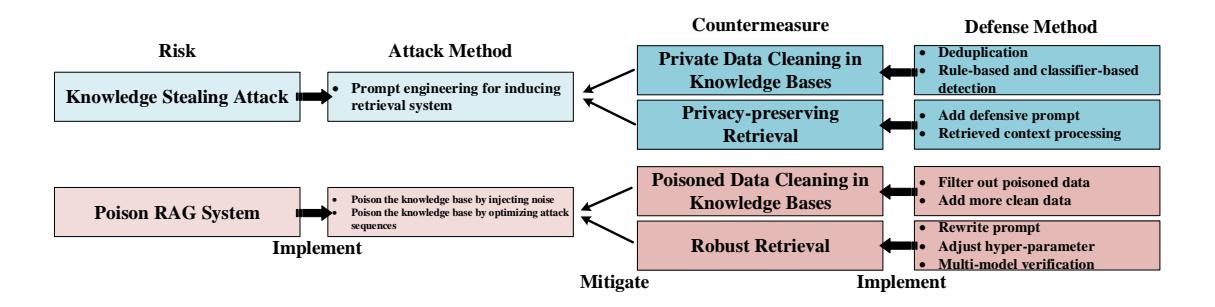 Risk
Attack Method
Countermeasure
Defense Method
Knowledge Stealing Attack
• Prompt engineering for inducing
retrieval system
Private Data Cleaning in
Knowledge Bases
• Deduplication
• Rule-based and classifier-based
detection
Privacy-preserving
Retrieval
• Add defensive prompt
• Retrieved context processing
Poison RAG System
• Poison the knowledge base by injecting noise
• Poison the knowledge base by optimizing attack
sequences
Poisoned Data Cleaning in
Knowledge Bases
• Filter out poisoned data
• Add more clean data
Robust Retrieval
• Rewrite prompt
• Adjust hyper-parameter
• Multi-model verification
Implement
Mitigate
Implement